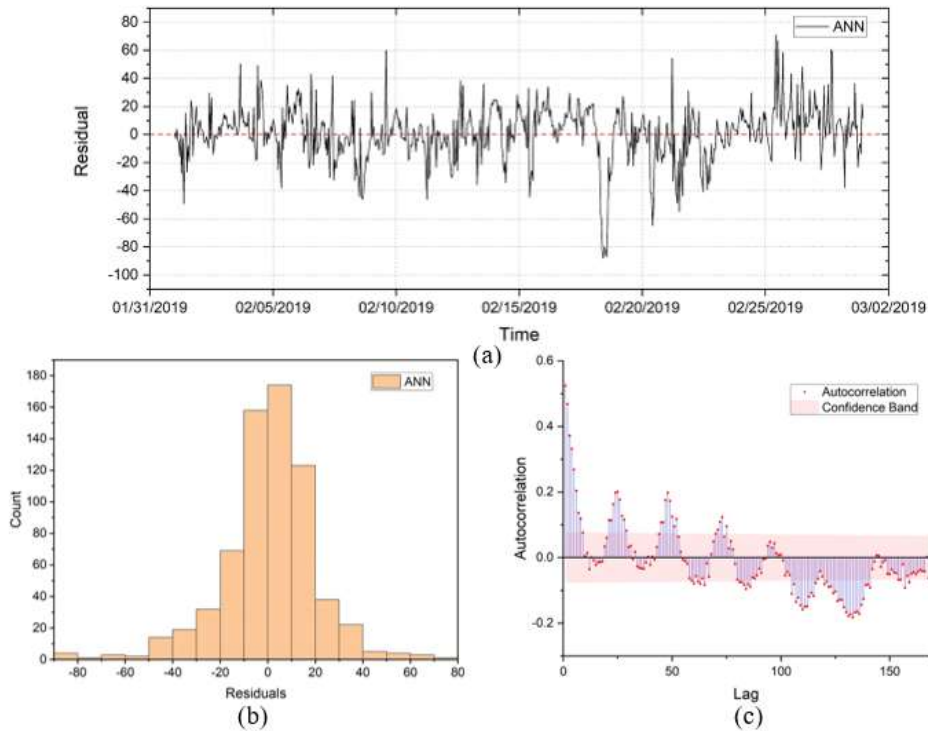 80
60
40
20
0
-20
-40
-60
-80
-100
Residual
ANN
01/31/2019 02/05/2019 02/10/2019 02/15/2019 02/20/2019 02/25/2019 03/02/2019
Time
(a)
180
160
140
120
100
80
60
40
20
0
Count
ANN
-80 -60 -40 -20 0 20 40 60 80
Residuals
(b)
0.6
0.4
0.2
0.0
-0.2
Autocorrelation
Autocorrelation
Confidence Band
0 50 100 150
Lag
(c)